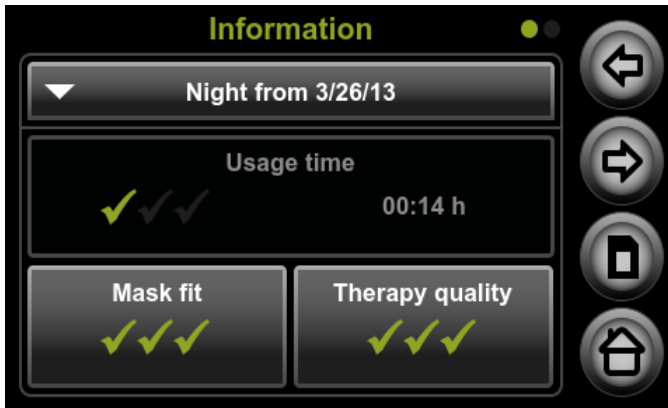 Information
Night from 3/26/13
Usage time
00:14 h
Mask fit
Therapy quality